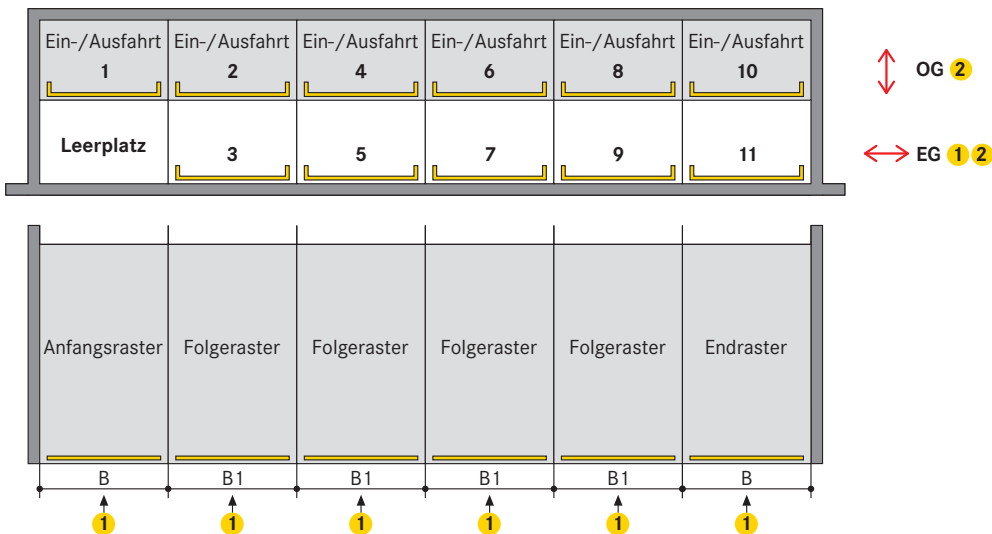 Ein-/Ausfahrt Ein-/Ausfahrt Ein-/Ausfahrt Ein-/Ausfahrt Ein-/Ausfahrt Ein-/Ausfahrt
1 2 4 6 8 10 OG 2
Leerplatz 3 5 7 9 11 EG 1 2
Anfangsraster Folgeraster Folgeraster Folgeraster Folgeraster Endraster
B B1 B1 B1 B1 B
1 1 1 1 1 1